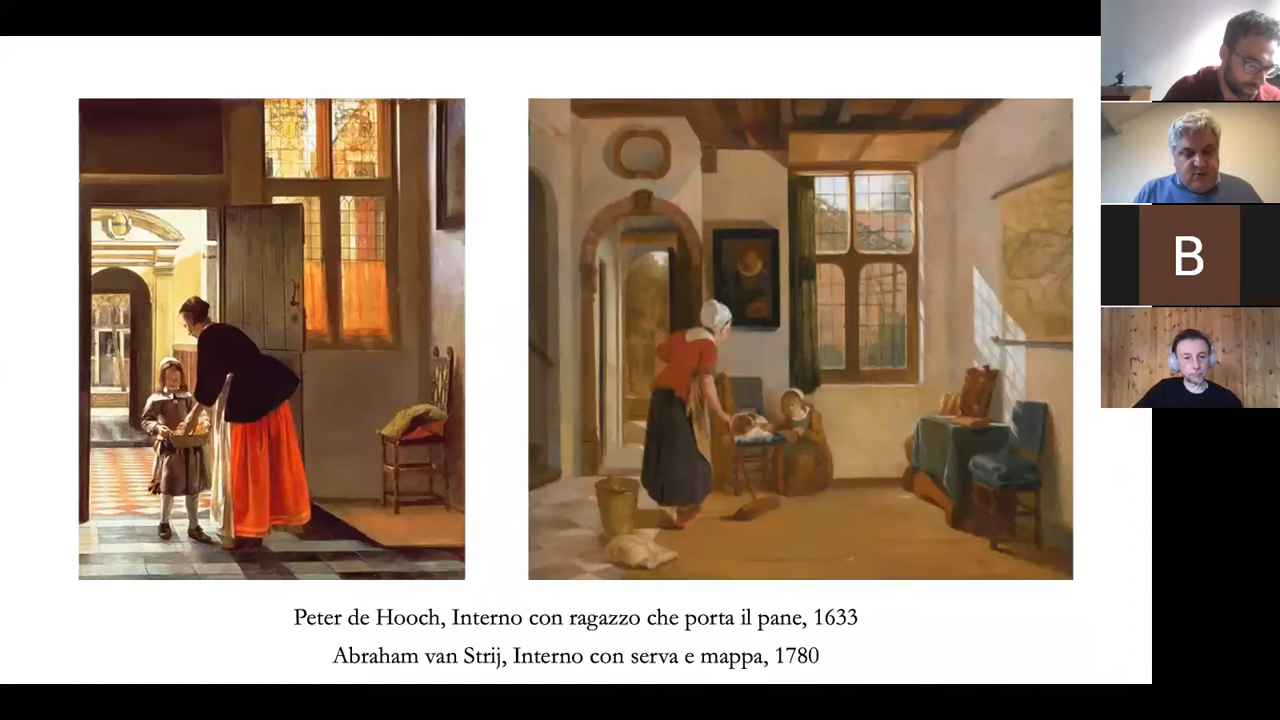 B
Peter de Hooch, Interno con ragazzo che porta il pane, 1633
Abraham van Strij, Interno con serva e mappa, 1780